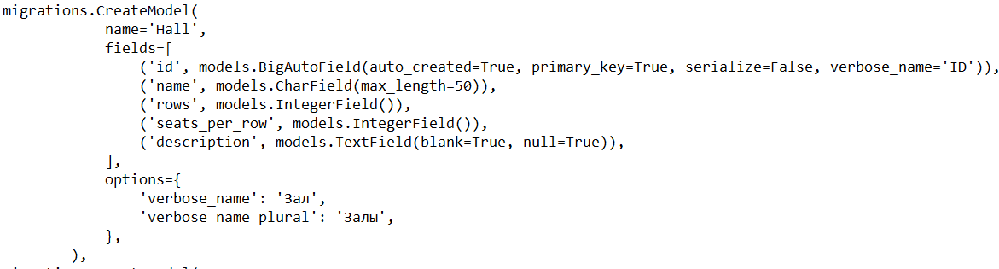 migrations.CreateModel(
            name='Hall',
            fields=[
                ('id', models.BigAutoField(auto_created=True, primary_key=True, serialize=False, verbose_name='ID')),
                ('name', models.CharField(max_length=50)),
                ('rows', models.IntegerField()),
                ('seats_per_row', models.IntegerField()),
                ('description', models.TextField(blank=True, null=True)),
            ],
            options={
                'verbose_name': 'Зал',
                'verbose_name_plural': 'Залы',
            },
        ),